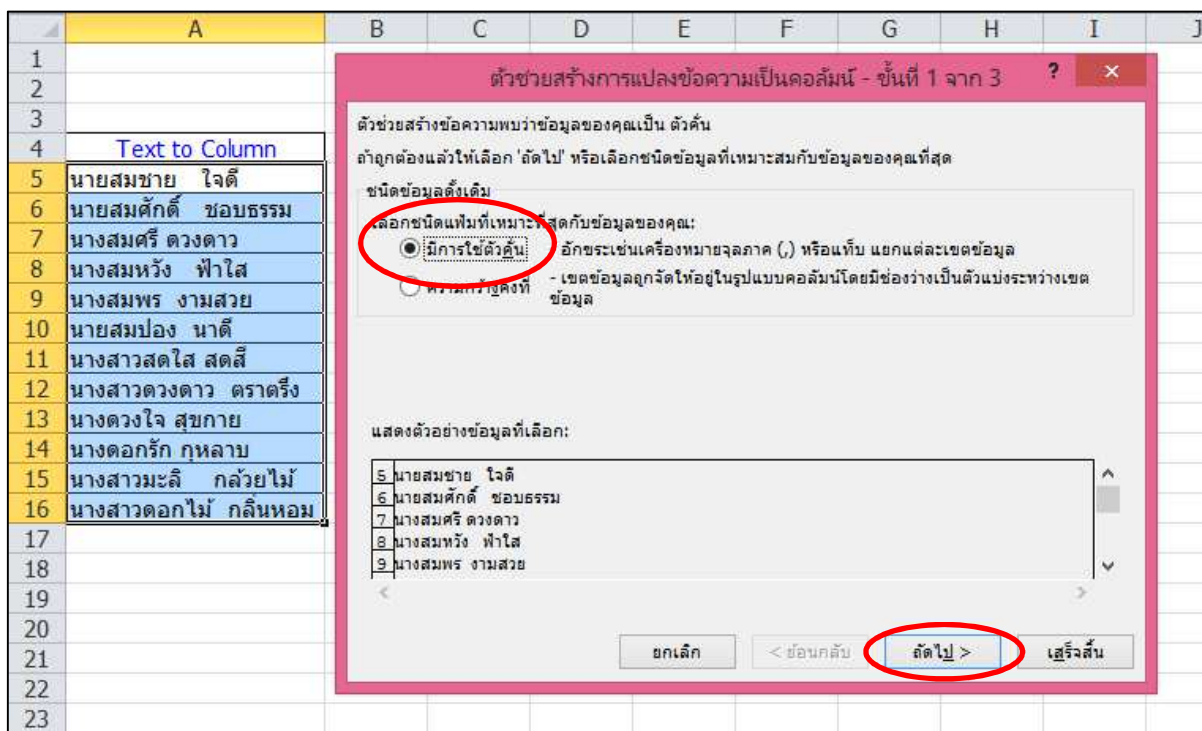 A B C D E F G H I J
1
2
3
4 Text to Column
5 นายสมชาย ใจดี
6 นายสมศักดิ์ ชอบธรรม
7 นางสมศรี ดวงดาว
8 นางสมหวัง ฟ้าใส
9 นางสมพร งามสวย
10 นายสมปอง นาดี
11 นางสาวสดใส สดสี
12 นางสาวดวงดาว ตราตรึง
13 นางดวงใจ สุขกาย
14 นางดอกรัก กุหลาบ
15 นางสาวมะลิ กล้วยไม้
16 นางสาวดอกไม้ กลิ่นหอม
17
18
19
20
21
22
23
ตัวช่วยสร้างการแปลงข้อความเป็นคอลัมน์ - ขั้นที่ 1 จาก 3 ? ×
ตัวช่วยสร้างข้อความพบว่าข้อมูลของคุณเป็น ตัวคั่น
ถ้าถูกต้องแล้วให้เลือก 'ถัดไป' หรือเลือกชนิดข้อมูลที่เหมาะสมกับข้อมูลของคุณที่สุด
ชนิดข้อมูลดั้งเดิม
เลือกชนิดแฟ้มที่เหมาะที่สุดกับข้อมูลของคุณ:
มีการใช้ตัวคั่น - อักขระเช่นเครื่องหมายจุลภาค (,) หรือแท็บ แยกแต่ละเขตข้อมูล
ความกว้างคงที่ - เขตข้อมูลถูกจัดให้อยู่ในรูปแบบคอลัมน์โดยมีช่องว่างเป็นตัวแบ่งระหว่างเขต
ข้อมูล
แสดงตัวอย่างข้อมูลที่เลือก:
5 นายสมชาย ใจดี
6 นายสมศักดิ์ ชอบธรรม
7 นางสมศรี ดวงดาว
8 นางสมหวัง ฟ้าใส
9 นางสมพร งามสวย
ยกเลิก < ย้อนกลับ ถัดไป > เสร็จสิ้น